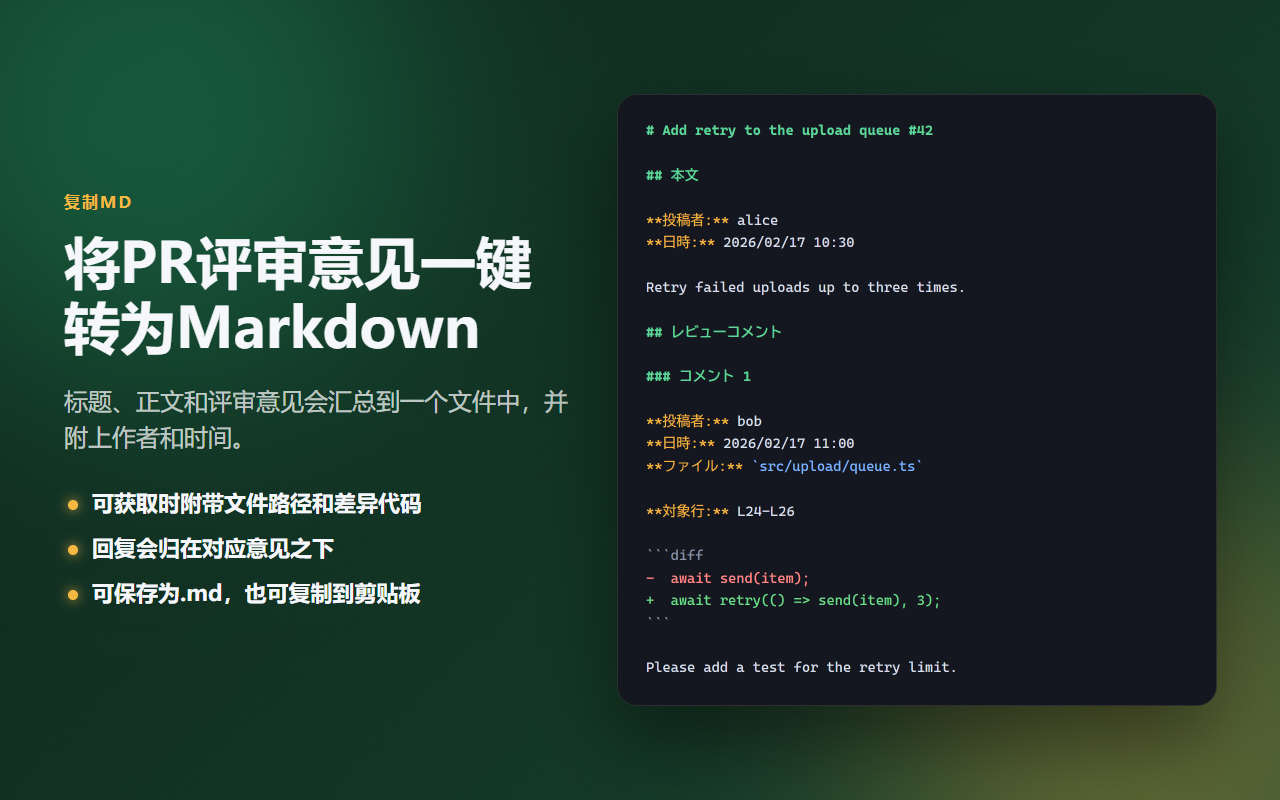 复制MD
将PR评审意见一键
转为Markdown
标题、正文和评审意见会汇总到一个文件中，并
附上作者和时间。
可获取时附带文件路径和差异代码
回复会归在对应意见之下
可保存为.md，也可复制到剪贴板
# Add retry to the upload queue #42
## 本文
**投稿者:** alice
**日時:** 2026/02/17 10:30
Retry failed uploads up to three times.
## レビューコメント
### コメント 1
**投稿者:** bob
**日時:** 2026/02/17 11:00
**ファイル:** `src/upload/queue.ts`
**対象行:** L24–L26
```diff
-  await send(item);
+  await retry(() => send(item), 3);
```
Please add a test for the retry limit.